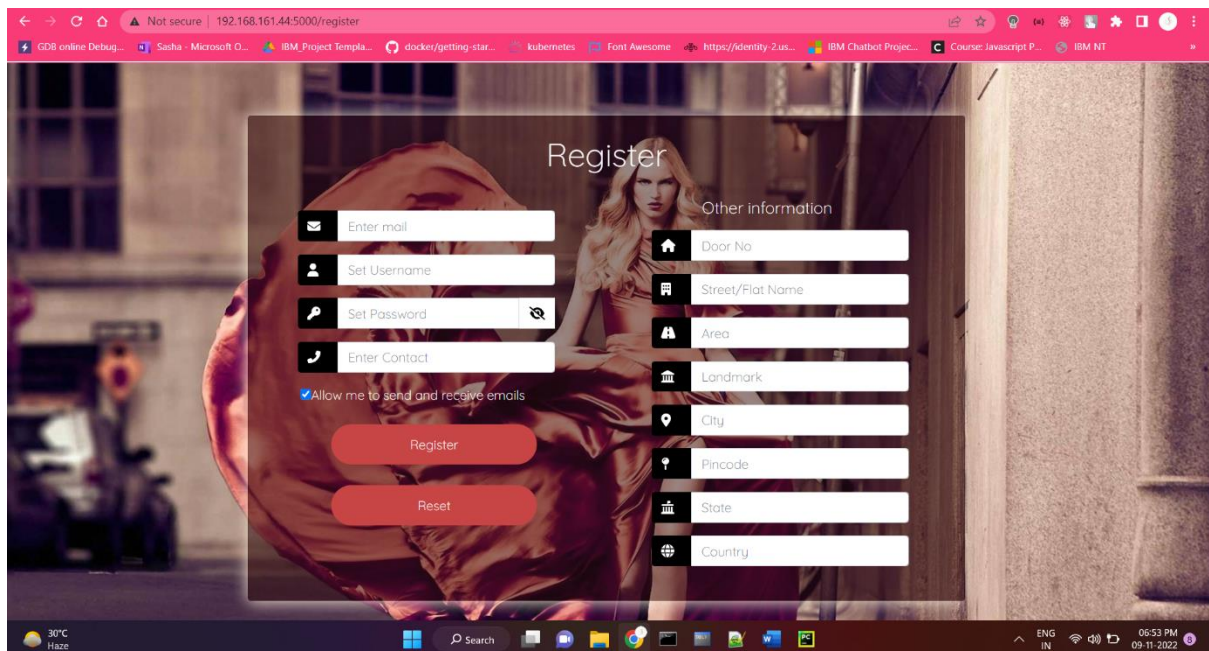 Not secure | 192.168.161.44:5000/register
GDB online Debug... Sasha - Microsoft O... IBM_Project Templa... docker/getting-star... kubernetes Font Awesome https://identity-2.us... IBM Chatbot Projec... Course: Javascript P... IBM NT »
Register
Enter mail
Set Username
Set Password
Enter Contact
Allow me to send and receive emails
Register
Reset
Other information
Door No
Street/Flat Name
Area
Landmark
City
Pincode
State
Country
30°C
Haze
Search
ENG
IN
06:53 PM
09-11-2022
8